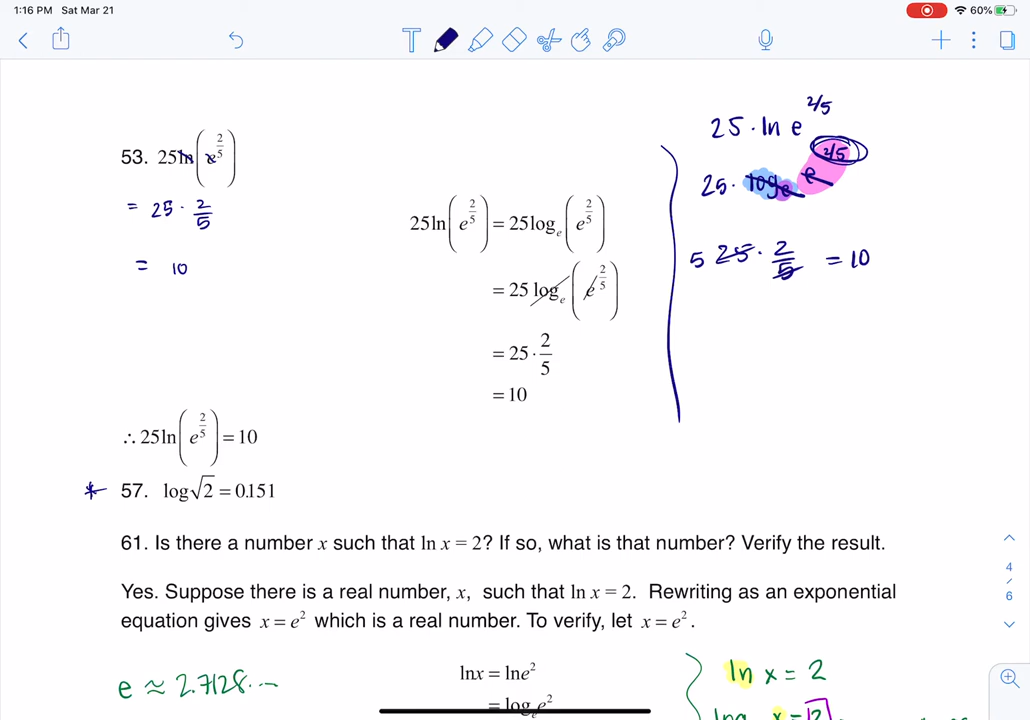 1:16 PM Sat Mar 21
60%
T
53. 25ln(e^(2/5))
= 25 · 2/5
= 10
25ln(e^(2/5)) = 25log_e(e^(2/5))
= 25 log_e(e^(2/5))
= 25 · 2/5
= 10
25 · ln e^(2/5)
25 · log_e e^(2/5)
5 25 · 2/5 = 10
∴ 25ln(e^(2/5)) = 10
* 57. log√2 = 0.151
61. Is there a number x such that ln x = 2? If so, what is that number? Verify the result.
Yes. Suppose there is a real number, x, such that ln x = 2. Rewriting as an exponential
equation gives x = e² which is a real number. To verify, let x = e².
e ≈ 2.7128...
lnx = lne²
= log_e e²
ln x = 2
4
/
6